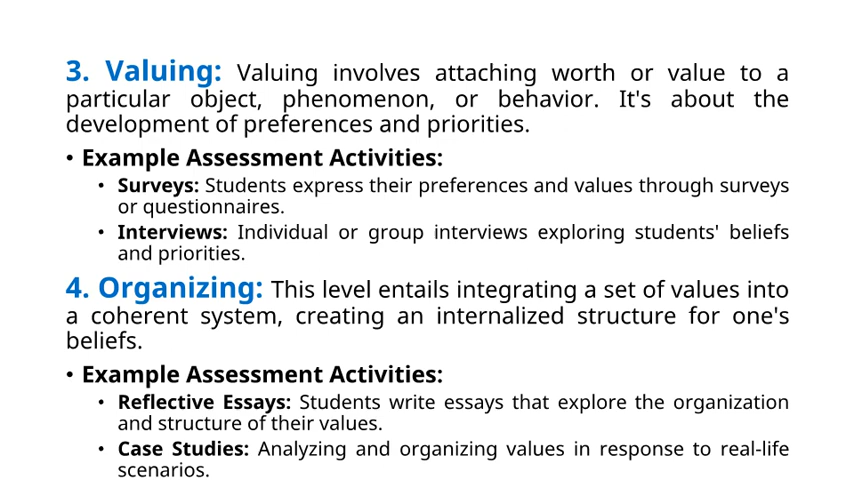 3. Valuing: Valuing involves attaching worth or value to a
particular object, phenomenon, or behavior. It's about the
development of preferences and priorities.
• Example Assessment Activities:
• Surveys: Students express their preferences and values through surveys
or questionnaires.
• Interviews: Individual or group interviews exploring students' beliefs
and priorities.
4. Organizing: This level entails integrating a set of values into
a coherent system, creating an internalized structure for one's
beliefs.
• Example Assessment Activities:
• Reflective Essays: Students write essays that explore the organization
and structure of their values.
• Case Studies: Analyzing and organizing values in response to real-life
scenarios.